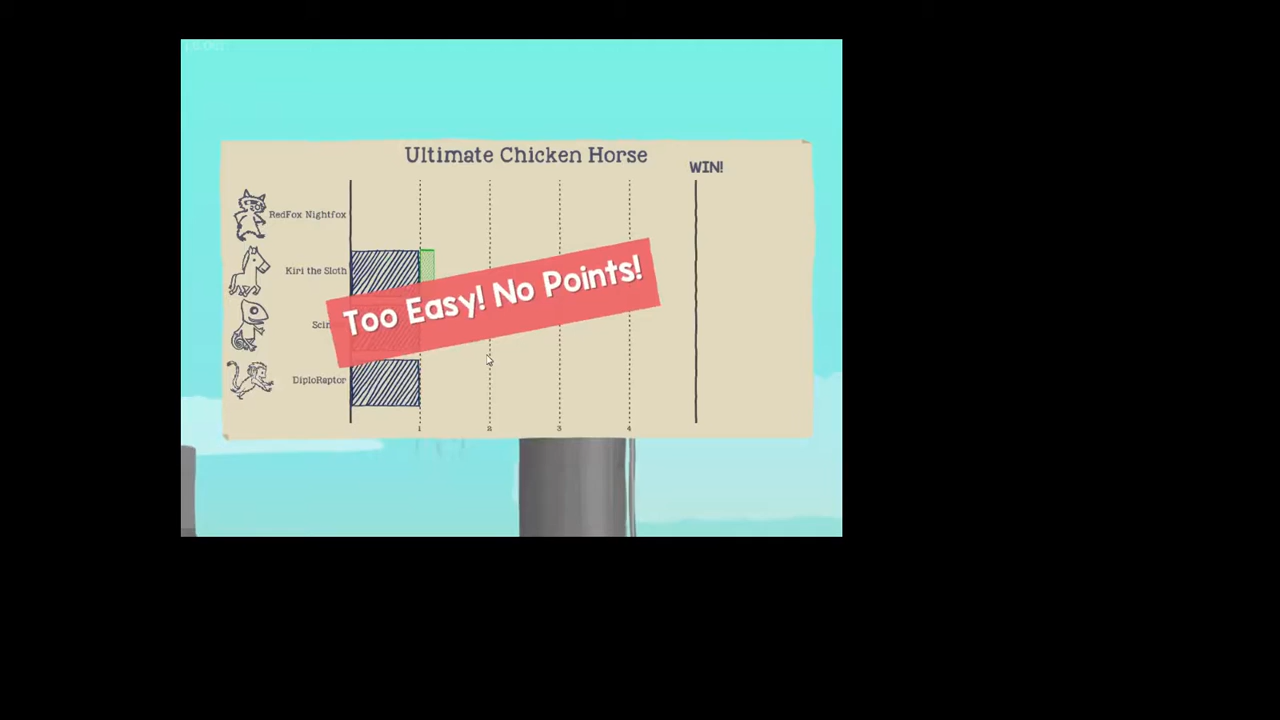 Ultimate Chicken Horse
WIN!
RedFox Nightfox
Kiri the Sloth
Too Easy! No Points!
DiploRaptor
1 2 3 4